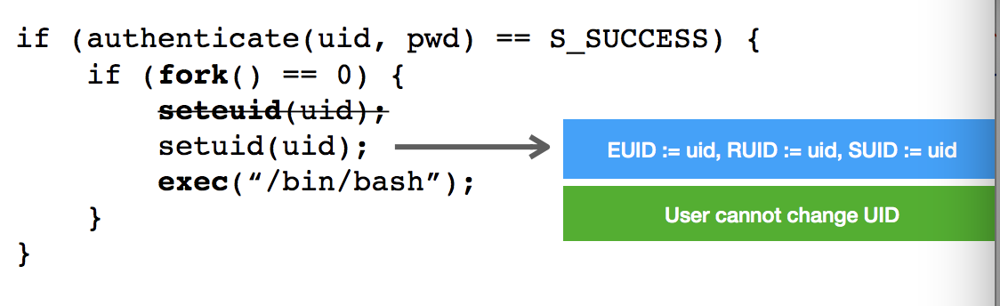 if (authenticate(uid, pwd) == S_SUCCESS) {
if (fork() == 0) {
seteuid(uid);
setuid(uid);
exec(“/bin/bash”);
}
}
EUID := uid, RUID := uid, SUID := uid
User cannot change UID